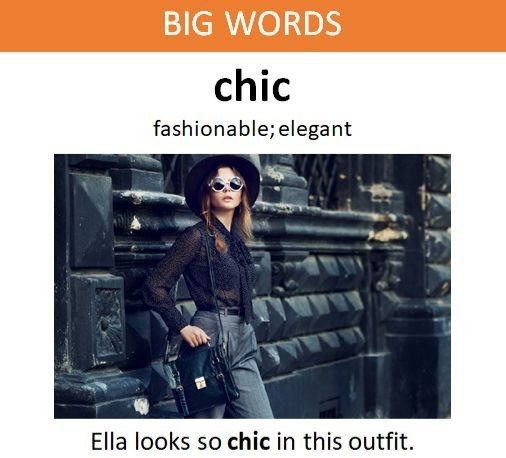 BIG WORDS
chic
fashionable; elegant
Ella looks so chic in this outfit.